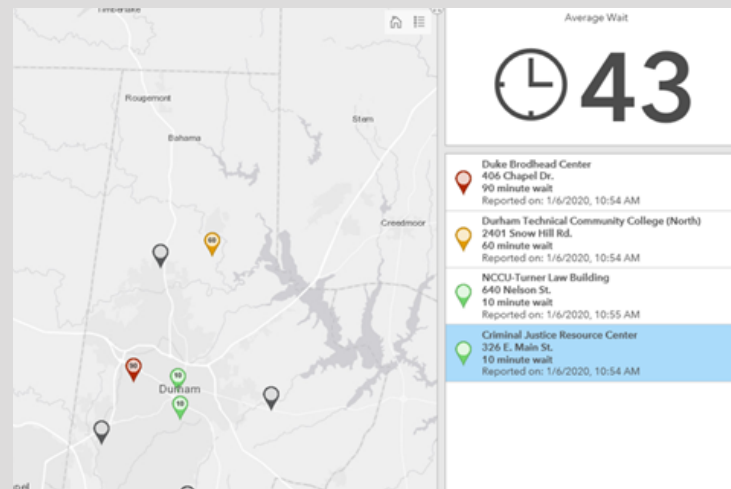 Timberlake
Rougemont
Bahama
Stem
Creedmoor
60
90
10
Durham
10
Average Wait
43
Duke Brodhead Center
406 Chapel Dr.
90 minute wait
Reported on: 1/6/2020, 10:54 AM
Durham Technical Community College (North)
2401 Snow Hill Rd.
60 minute wait
Reported on: 1/6/2020, 10:54 AM
NCCU-Turner Law Building
640 Nelson St.
10 minute wait
Reported on: 1/6/2020, 10:55 AM
Criminal Justice Resource Center
326 E. Main St.
10 minute wait
Reported on: 1/6/2020, 10:54 AM